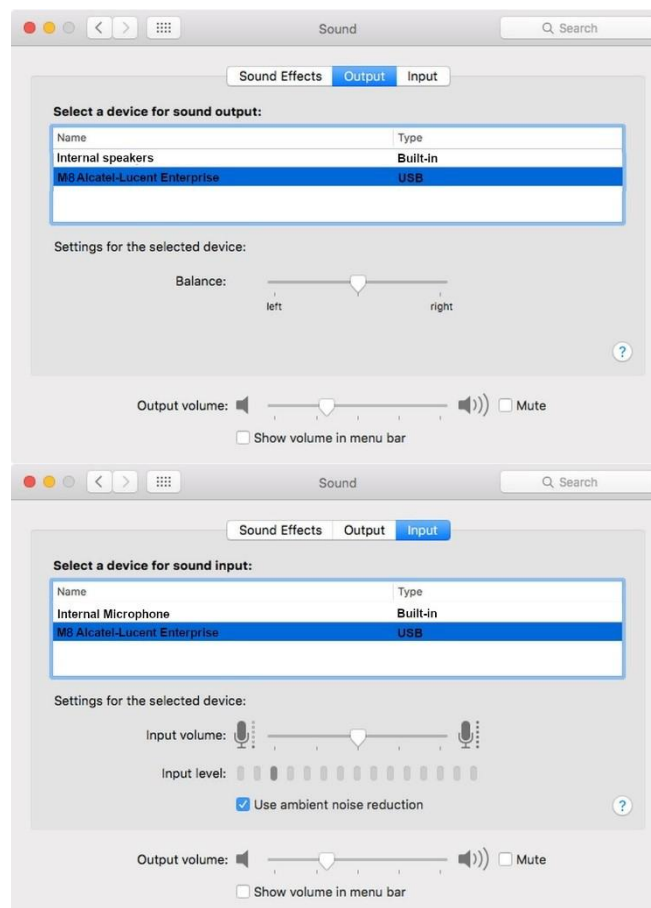 Sound
Search
Sound Effects Output Input
Select a device for sound output:
Name Type
Internal speakers Built-in
M8 Alcatel-Lucent Enterprise USB
Settings for the selected device:
Balance:
left right
?
Output volume: Mute
Show volume in menu bar
Sound
Search
Sound Effects Output Input
Select a device for sound input:
Name Type
Internal Microphone Built-in
M8 Alcatel-Lucent Enterprise USB
Settings for the selected device:
Input volume:
Input level:
Use ambient noise reduction
?
Output volume: Mute
Show volume in menu bar